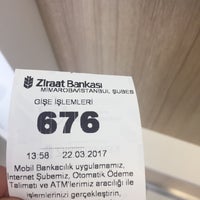 Ziraat Bankası
MİMAROBA/İSTANBUL ŞUBES
GİŞE İŞLEMLERİ
676
13:58 22.03.2017
Mobil Bankacılık uygulamamız,
İnternet Şubemiz, Otomatik Ödeme
Talimatı ve ATM'lerimiz aracılığı ile
işlemlerinizi gerçekleştirin,